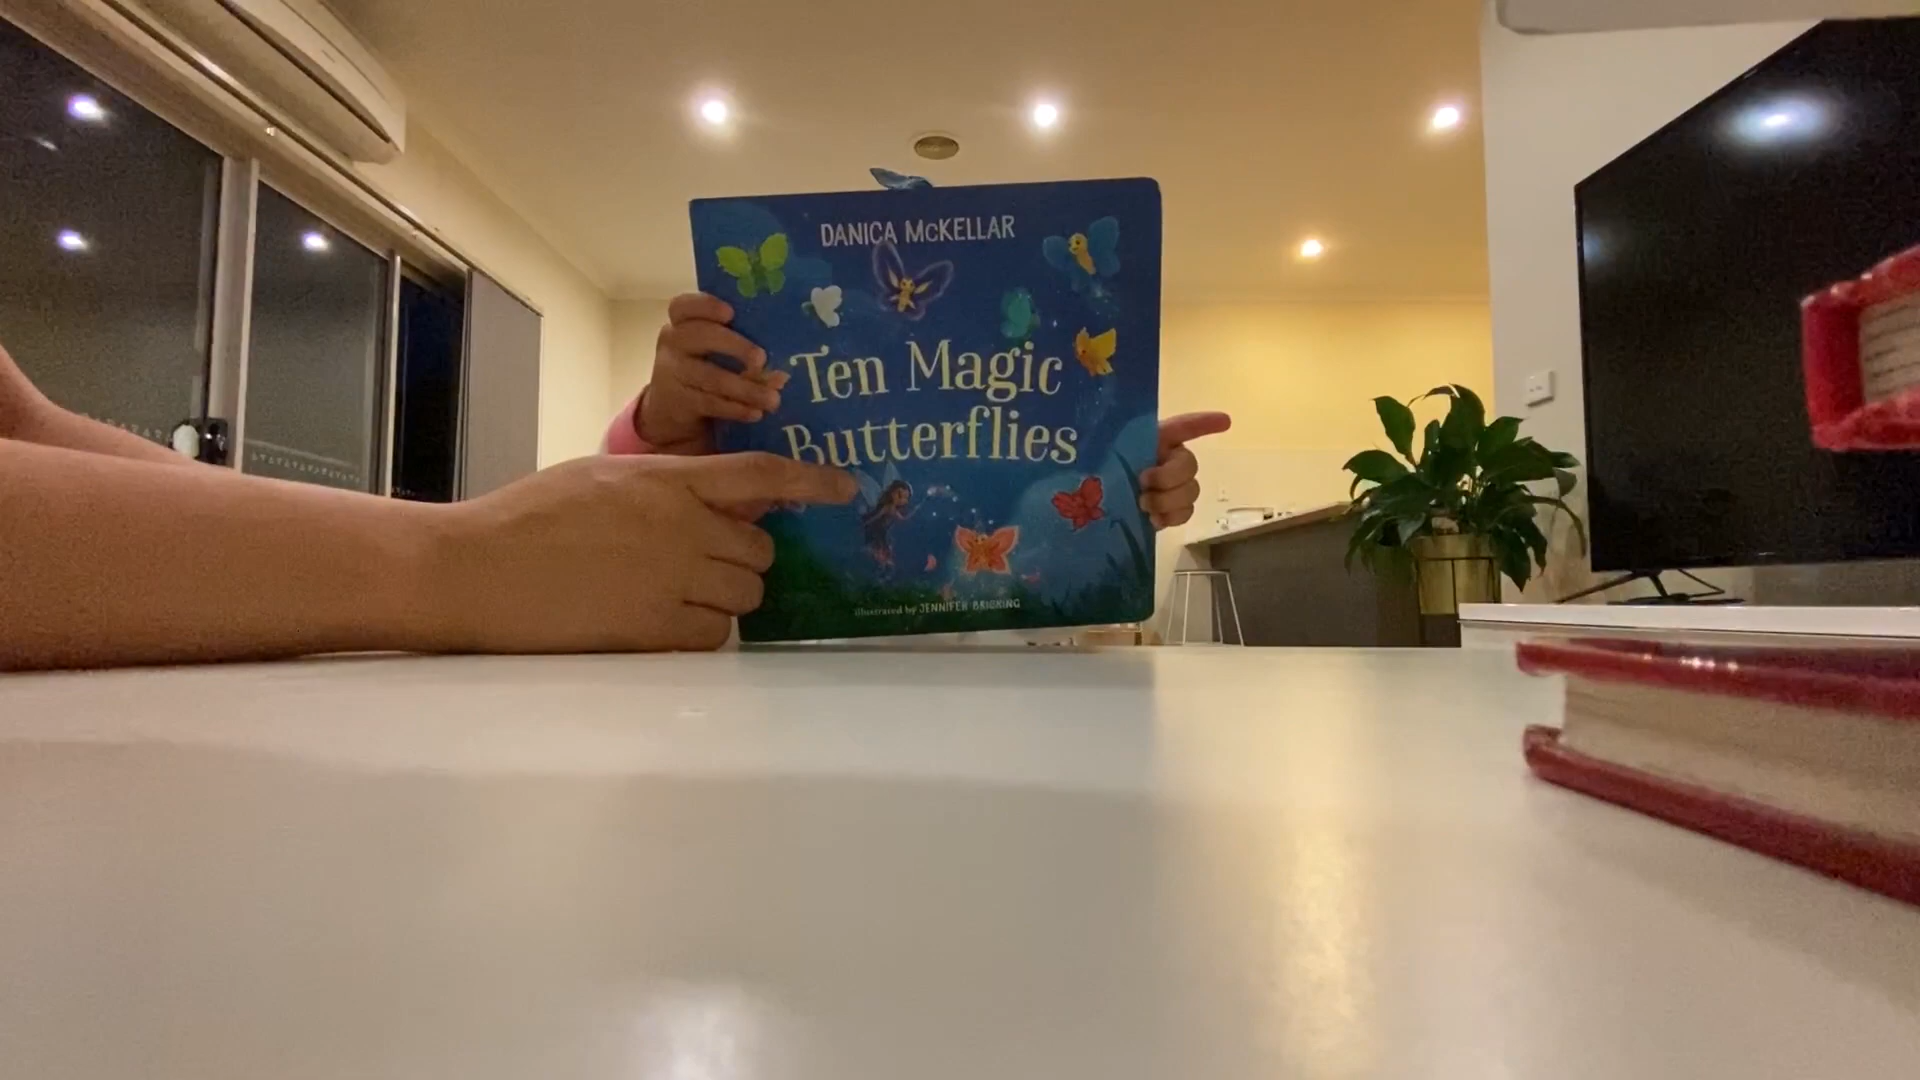 DANICA McKELLAR
Ten Magic
Butterflies
illustrated by JENNIFER BRICKING